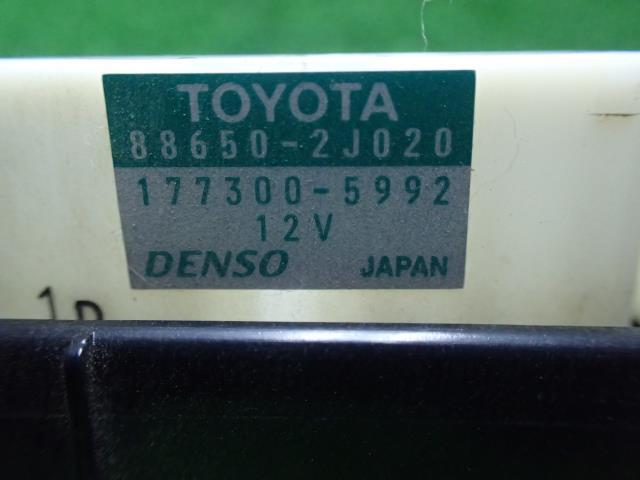 TOYOTA
88650-2J020
177300-5992
12V
DENSO JAPAN